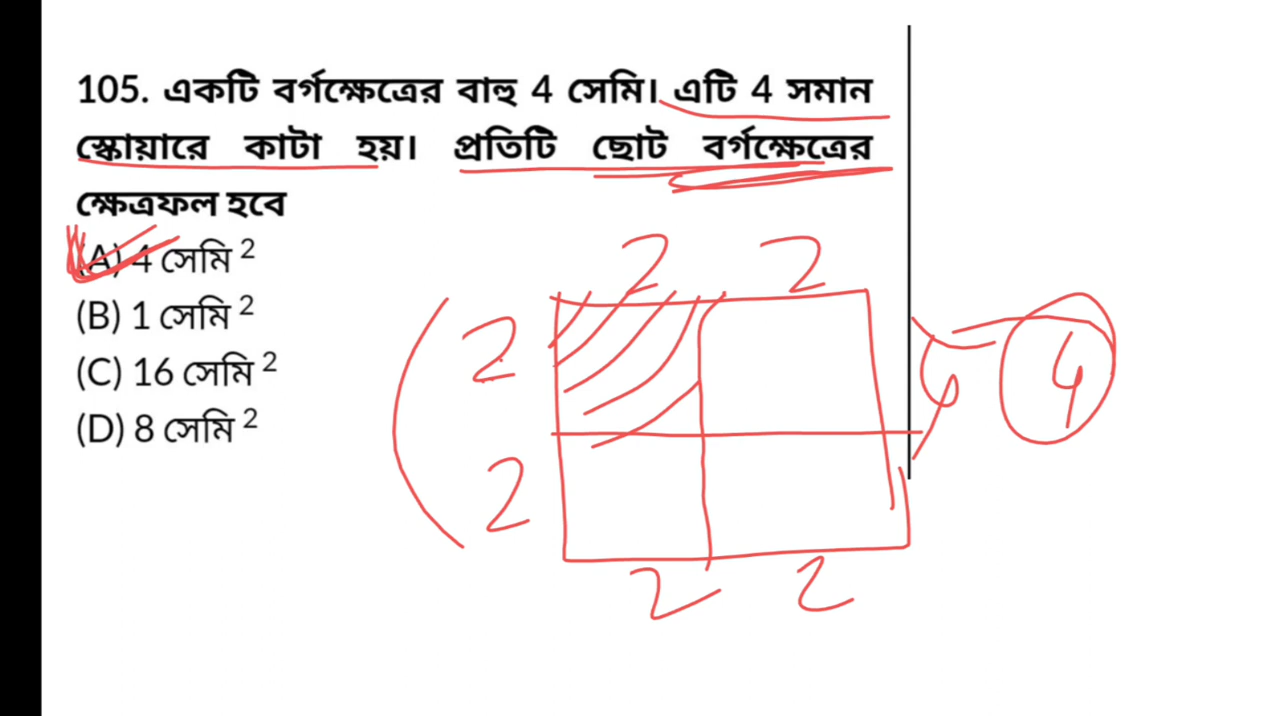 105. একটি বর্গক্ষেত্রের বাহু 4 সেমি। এটি 4 সমান
স্কোয়ারে কাটা হয়। প্রতিটি ছোট বর্গক্ষেত্রের
ক্ষেত্রফল হবে
(A) 4 সেমি ²
(B) 1 সেমি ²
(C) 16 সেমি ²
(D) 8 সেমি ²
2 2
2
4
2
2 2